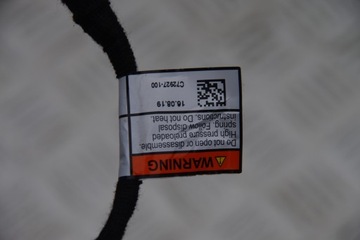 WARNING
Do not open or disassemble.
High pressure preloaded
spring. Follow disposal
instructions. Do not heat.
16.08.19
C72927-100